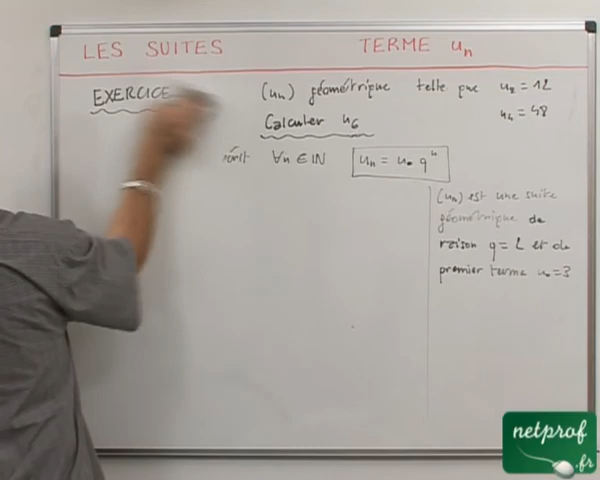 LES SUITES TERME un
EXERCICE (un) géométrique telle que u2 = 12
u4 = 48
Calculer u6
∀n ∈ IN un = u0 qⁿ
(un) est une suite
géométrique de
raison q = 2 et de
premier terme u0 = 3
netprof
.fr